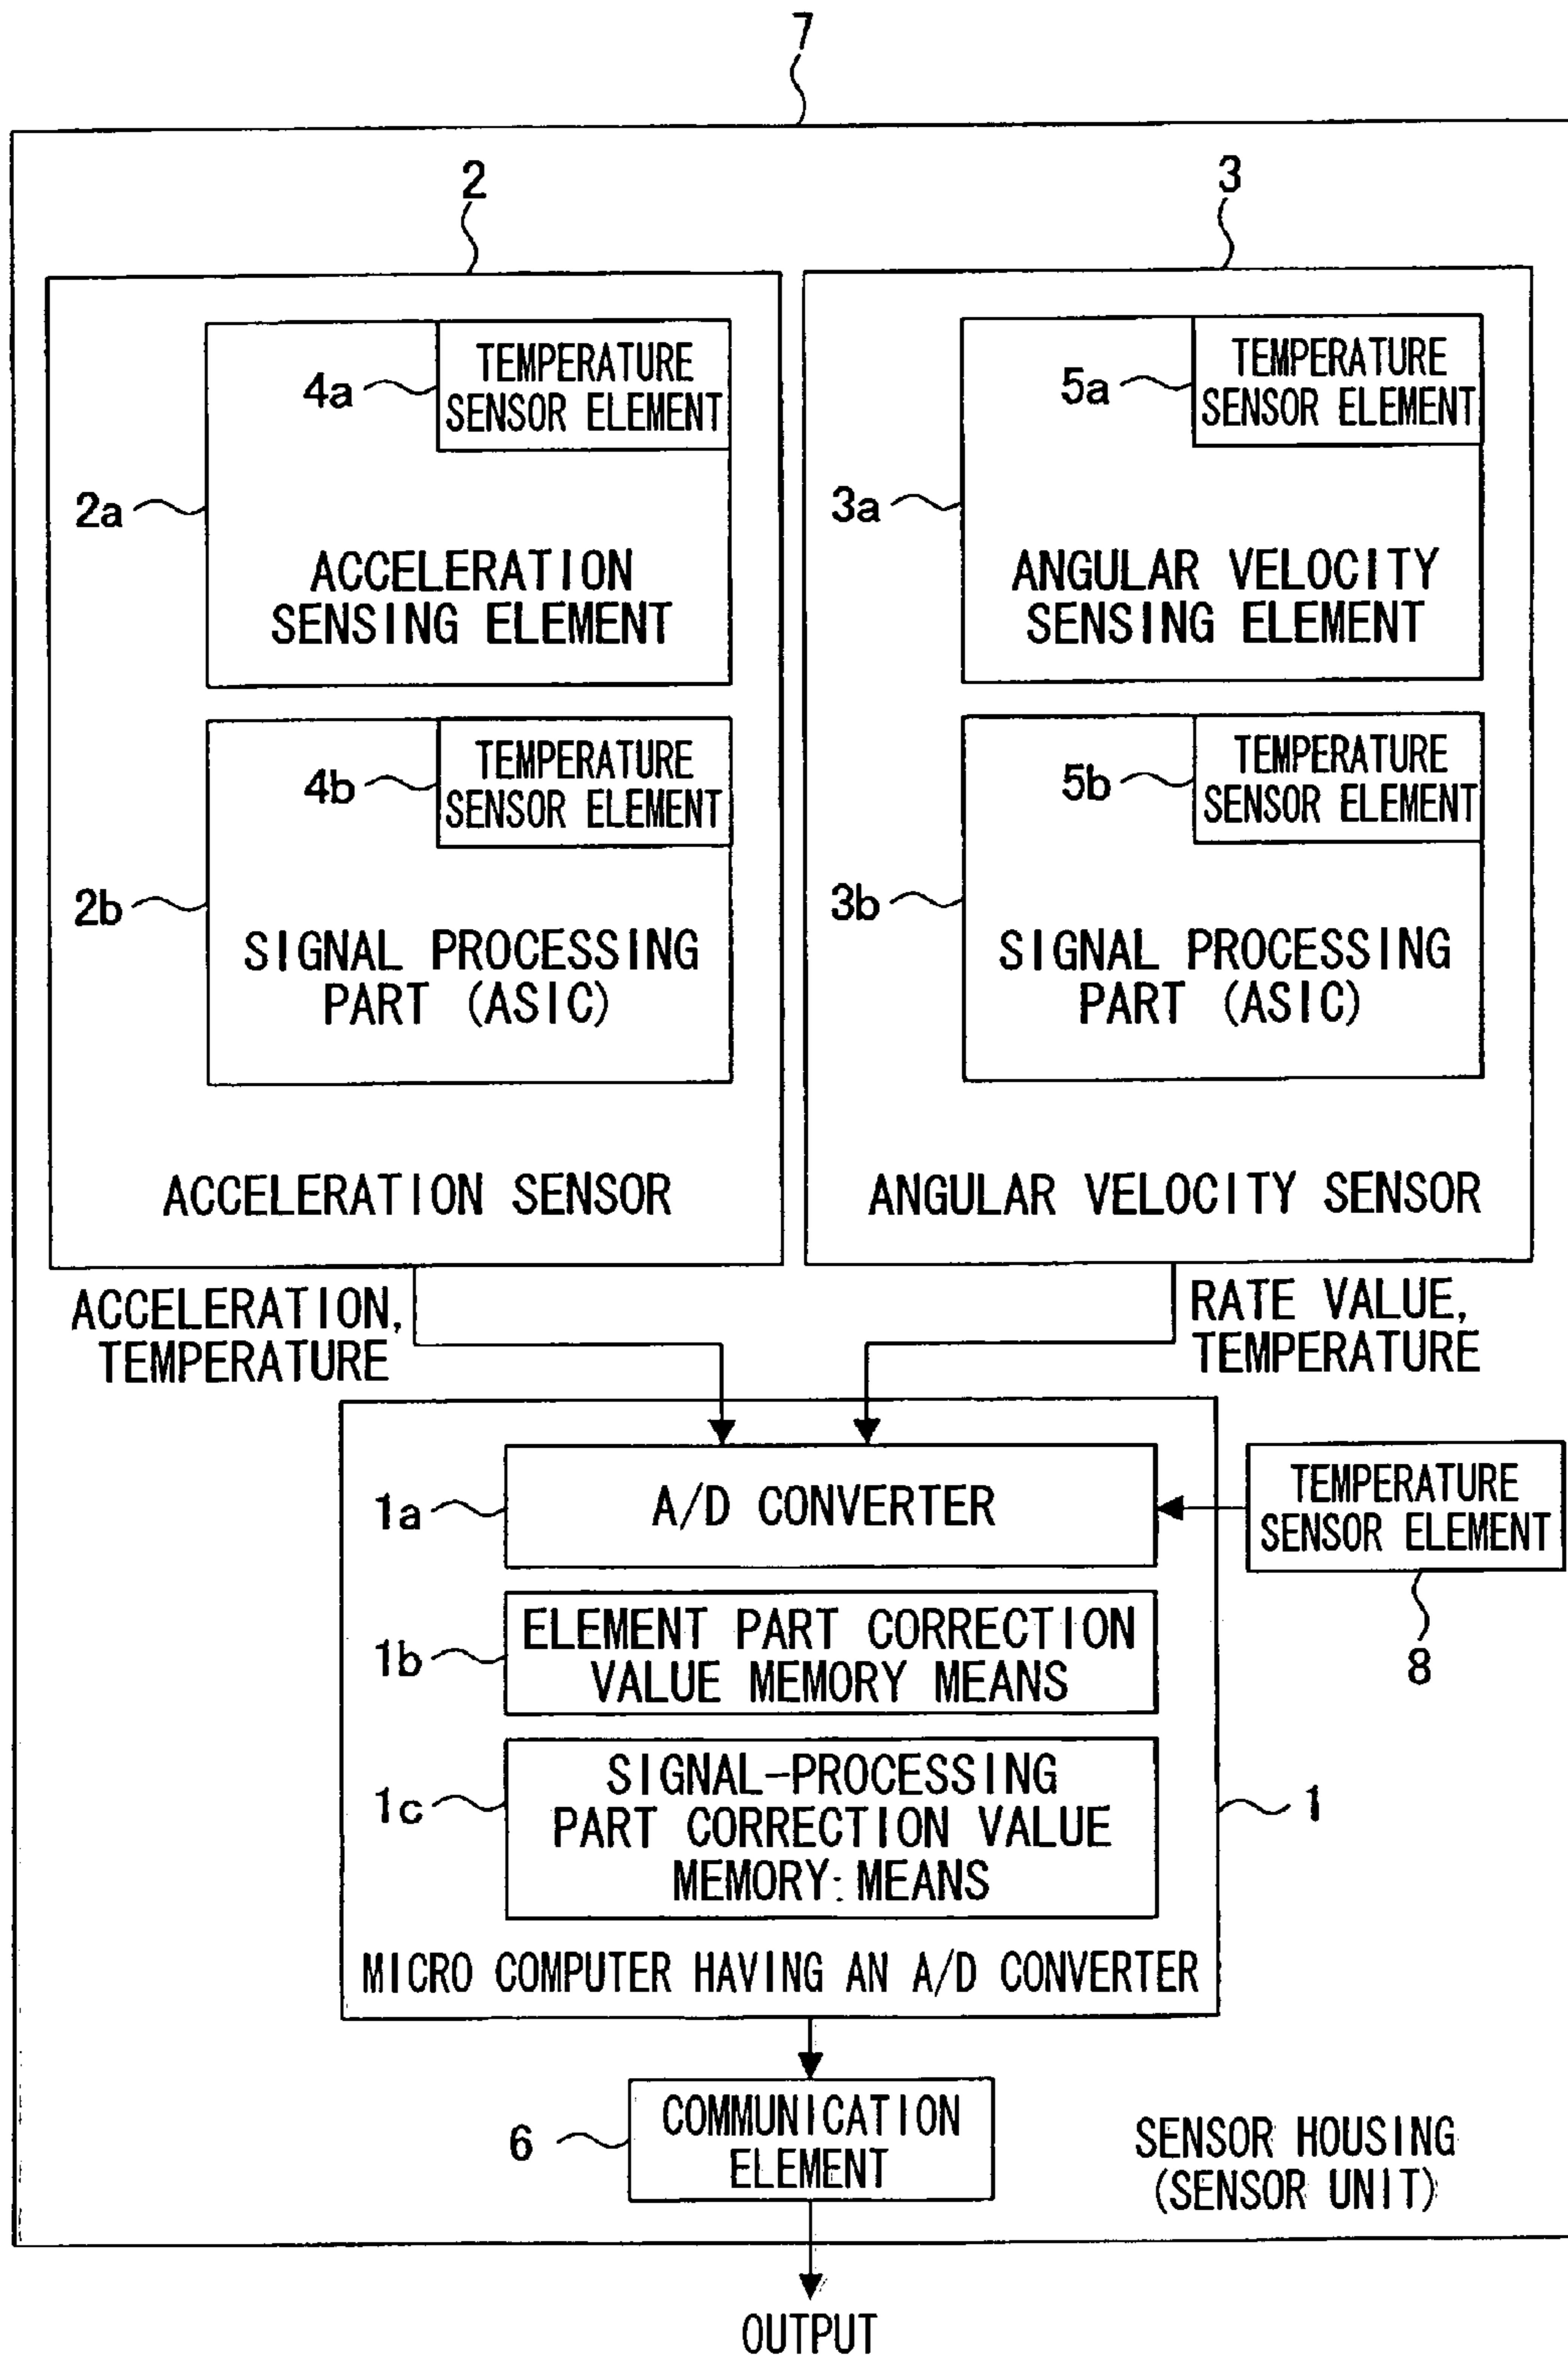 7
2
3
4a
TEMPERATURE
SENSOR ELEMENT
2a
ACCELERATION
SENSING ELEMENT
4b
TEMPERATURE
SENSOR ELEMENT
2b
SIGNAL PROCESSING
PART (ASIC)
ACCELERATION SENSOR
5a
TEMPERATURE
SENSOR ELEMENT
3a
ANGULAR VELOCITY
SENSING ELEMENT
5b
TEMPERATURE
SENSOR ELEMENT
3b
SIGNAL PROCESSING
PART (ASIC)
ANGULAR VELOCITY SENSOR
ACCELERATION,
TEMPERATURE
RATE VALUE,
TEMPERATURE
1a
A/D CONVERTER
TEMPERATURE
SENSOR ELEMENT
8
1b
ELEMENT PART CORRECTION
VALUE MEMORY MEANS
1c
SIGNAL-PROCESSING
PART CORRECTION VALUE
MEMORY MEANS
1
MICRO COMPUTER HAVING AN A/D CONVERTER
6
COMMUNICATION
ELEMENT
SENSOR HOUSING
(SENSOR UNIT)
OUTPUT